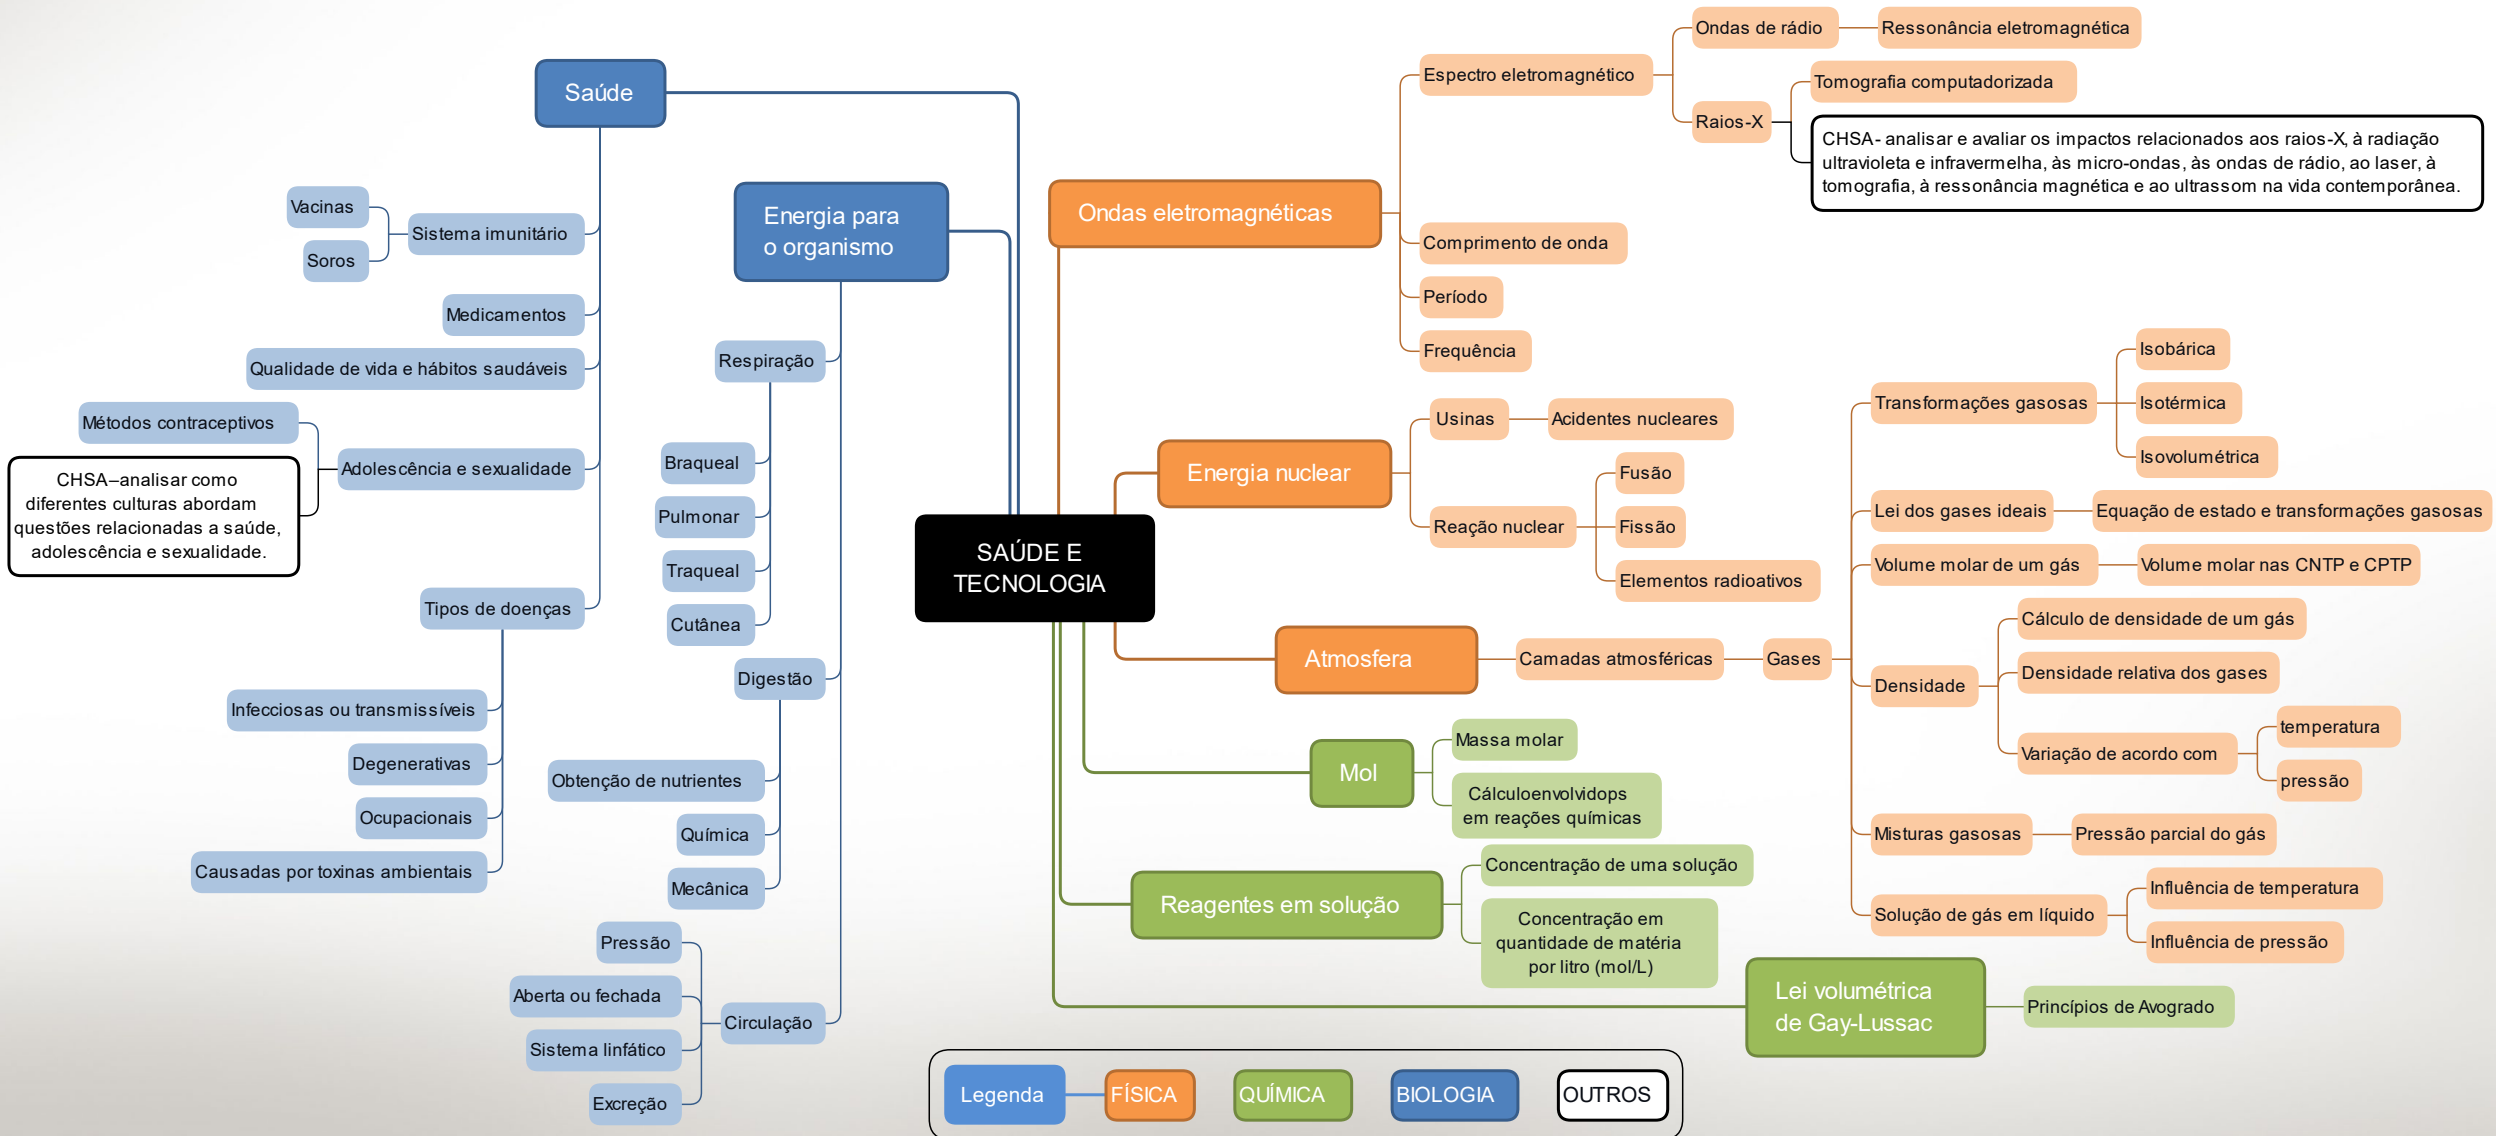 SAÚDE E
TECNOLOGIA
Saúde
Sistema imunitário
Vacinas
Soros
Medicamentos
Qualidade de vida e hábitos saudáveis
Adolescência e sexualidade
Métodos contraceptivos
CHSA–analisar como
diferentes culturas abordam
questões relacionadas a saúde,
adolescência e sexualidade.
Tipos de doenças
Infecciosas ou transmissíveis
Degenerativas
Ocupacionais
Causadas por toxinas ambientais
Energia para
o organismo
Respiração
Braqueal
Pulmonar
Traqueal
Cutânea
Digestão
Obtenção de nutrientes
Química
Mecânica
Circulação
Pressão
Aberta ou fechada
Sistema linfático
Excreção
Ondas eletromagnéticas
Espectro eletromagnético
Ondas de rádio
Ressonância eletromagnética
Raios-X
Tomografia computadorizada
CHSA- analisar e avaliar os impactos relacionados aos raios-X, à radiação
ultravioleta e infravermelha, às micro-ondas, às ondas de rádio, ao laser, à
tomografia, à ressonância magnética e ao ultrassom na vida contemporânea.
Comprimento de onda
Período
Frequência
Energia nuclear
Usinas
Acidentes nucleares
Reação nuclear
Fusão
Fissão
Elementos radioativos
Atmosfera
Camadas atmosféricas
Gases
Transformações gasosas
Isobárica
Isotérmica
Isovolumétrica
Lei dos gases ideais
Equação de estado e transformações gasosas
Volume molar de um gás
Volume molar nas CNTP e CPTP
Densidade
Cálculo de densidade de um gás
Densidade relativa dos gases
Variação de acordo com
temperatura
pressão
Misturas gasosas
Pressão parcial do gás
Solução de gás em líquido
Influência de temperatura
Influência de pressão
Mol
Massa molar
Cálculoenvolvidops
em reações químicas
Reagentes em solução
Concentração de uma solução
Concentração em
quantidade de matéria
por litro (mol/L)
Lei volumétrica
de Gay-Lussac
Princípios de Avogrado
Legenda
FÍSICA
QUÍMICA
BIOLOGIA
OUTROS